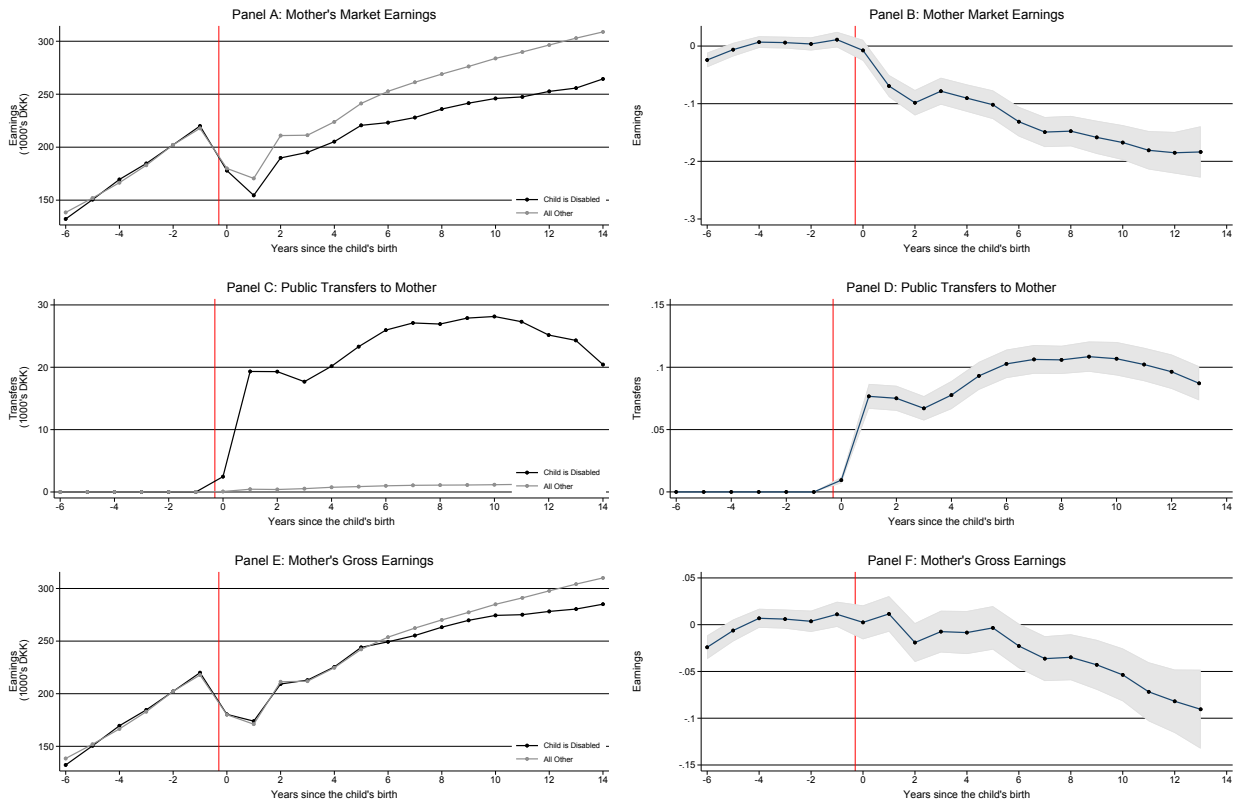 Panel A: Mother's Market Earnings
300
250
200
150
Earnings
(1000's DKK)
Child is Disabled
All Other
-6 -4 -2 0 2 4 6 8 10 12 14
Years since the child's birth
Panel B: Mother Market Earnings
0
-.1
-.2
-.3
Earnings
-6 -4 -2 0 2 4 6 8 10 12 14
Years since the child's birth
Panel C: Public Transfers to Mother
30
20
10
0
Transfers
(1000's DKK)
Child is Disabled
All Other
-6 -4 -2 0 2 4 6 8 10 12 14
Years since the child's birth
Panel D: Public Transfers to Mother
.15
.1
.05
0
Transfers
-6 -4 -2 0 2 4 6 8 10 12 14
Years since the child's birth
Panel E: Mother's Gross Earnings
300
250
200
150
Earnings
(1000's DKK)
Child is Disabled
All Other
-6 -4 -2 0 2 4 6 8 10 12 14
Years since the child's birth
Panel F: Mother's Gross Earnings
.05
0
-.05
-.1
-.15
Earnings
-6 -4 -2 0 2 4 6 8 10 12 14
Years since the child's birth